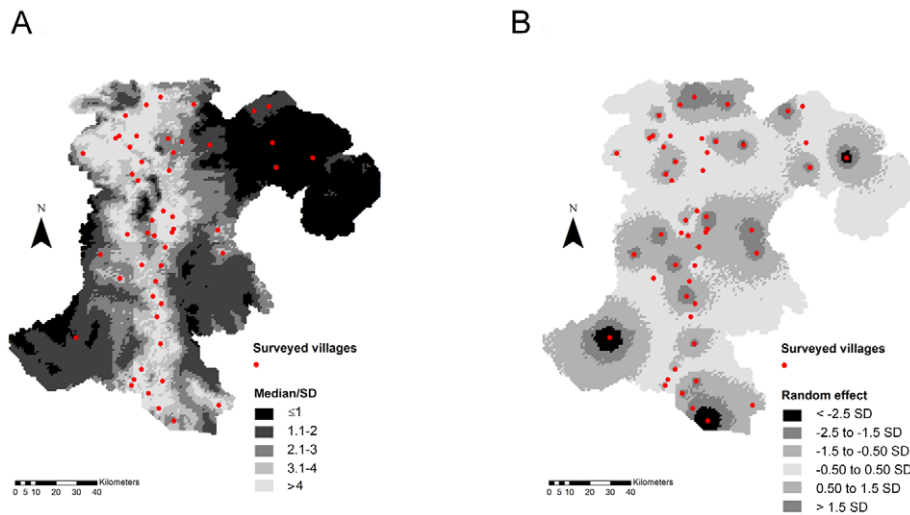 A
B
N
N
Surveyed villages
Median/SD
≤1
1.1-2
2.1-3
3.1-4
>4
Kilometers
0 5 10 20 30 40
Surveyed villages
Random effect
< -2.5 SD
-2.5 to -1.5 SD
-1.5 to -0.50 SD
-0.50 to 0.50 SD
0.50 to 1.5 SD
> 1.5 SD
Kilometers
0 5 10 20 30 40